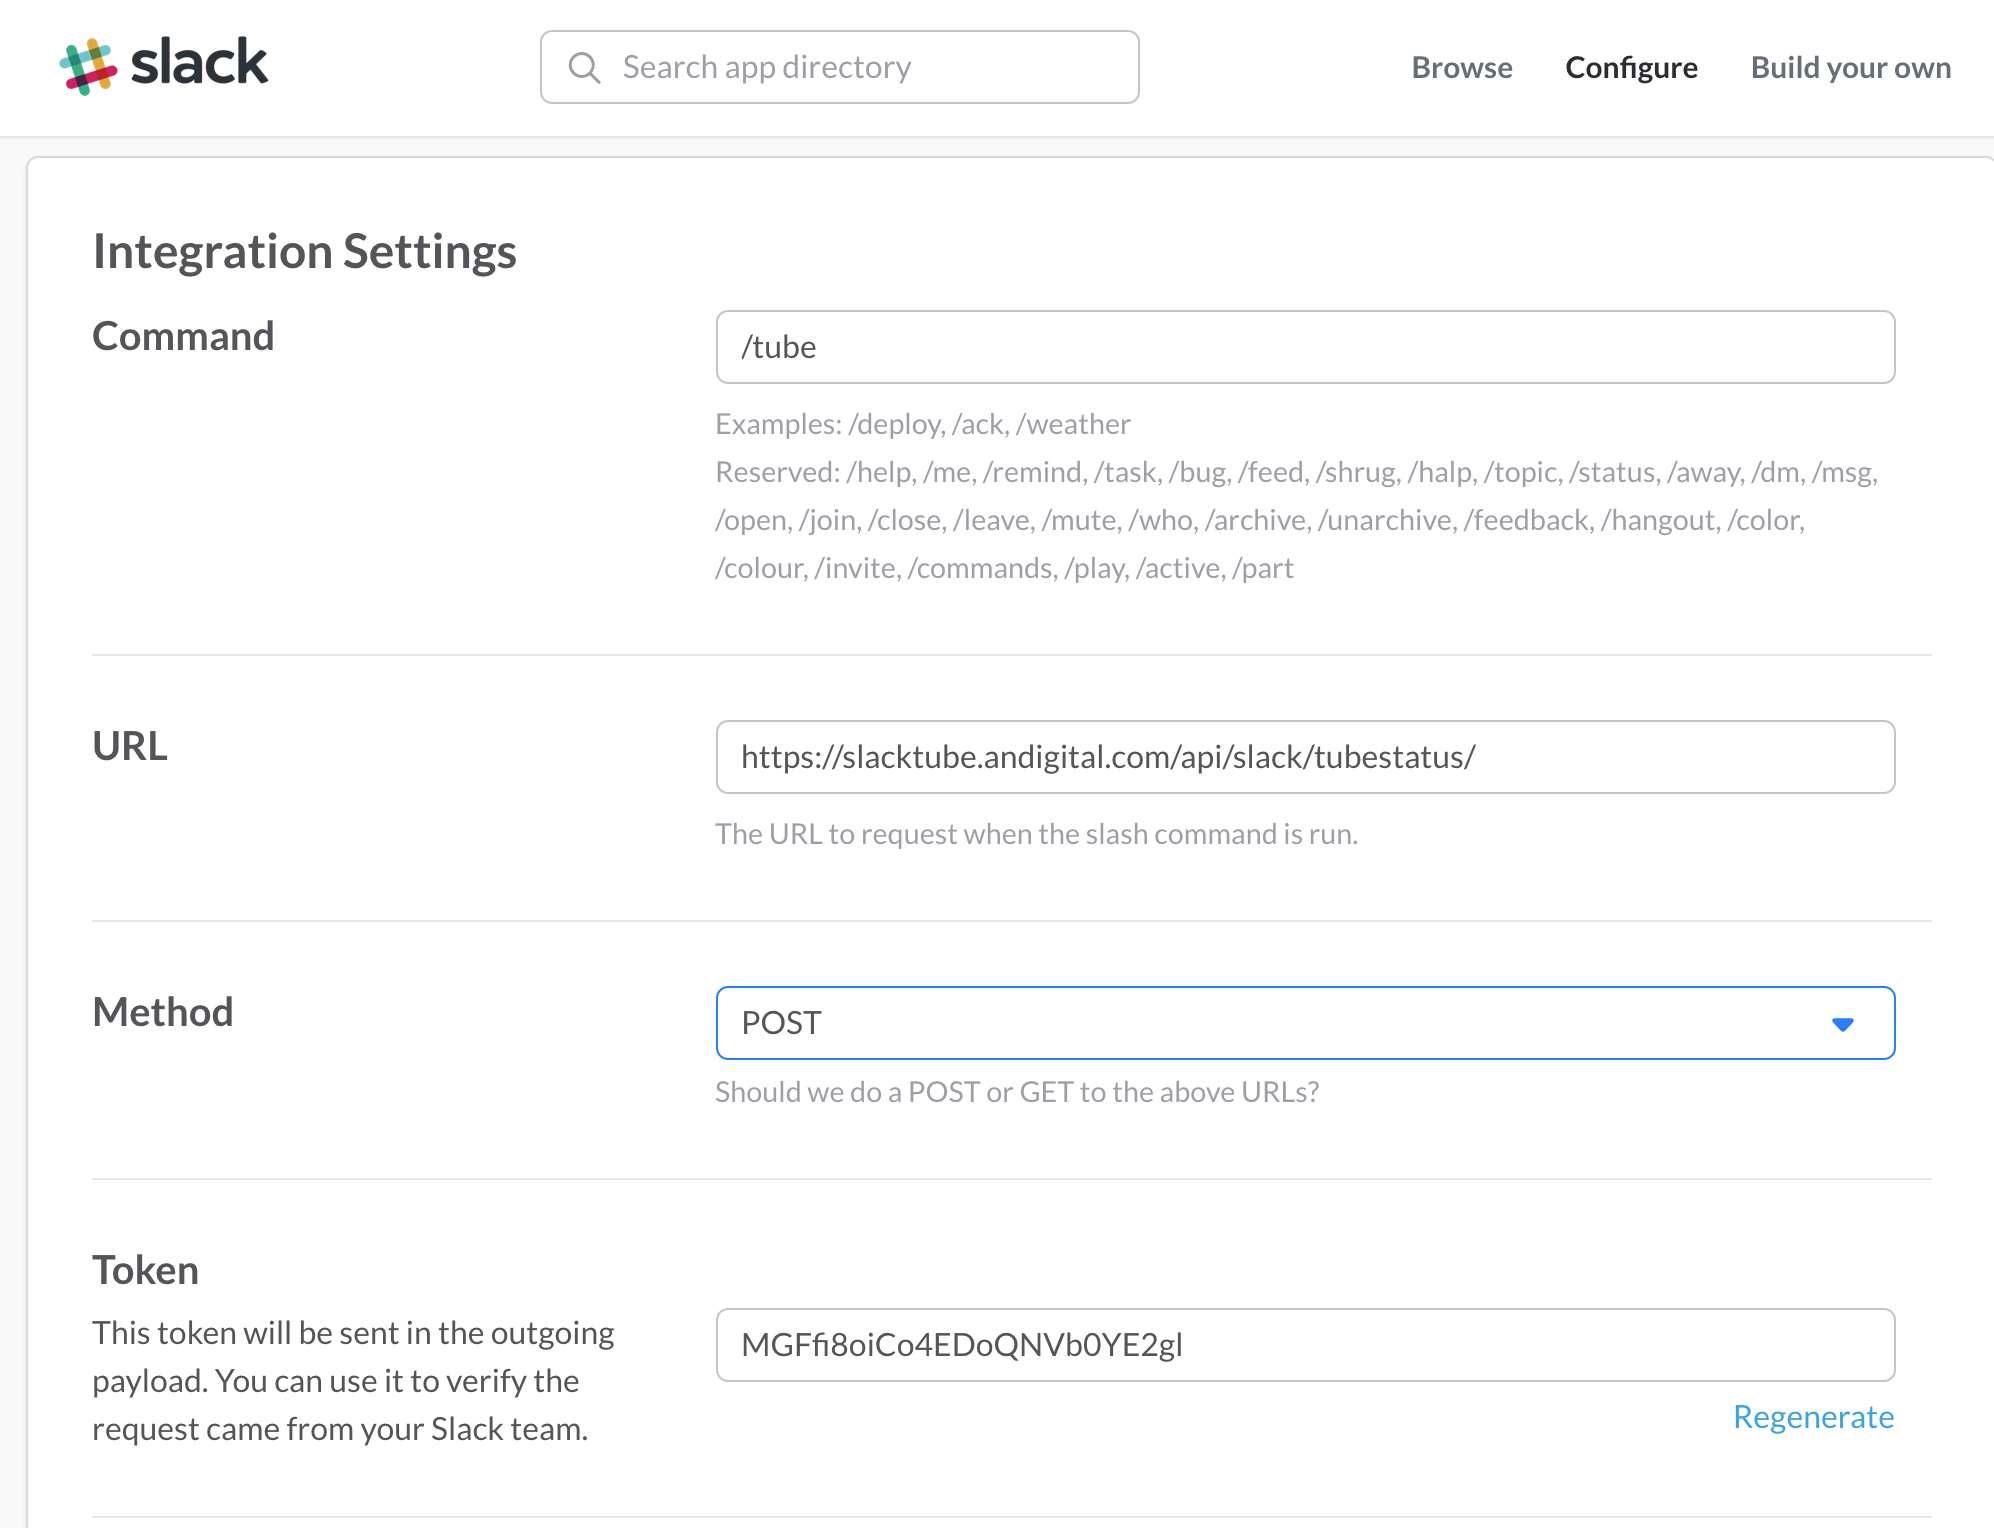 slack
Search app directory
Browse
Configure
Build your own
Integration Settings
Command
/tube
Examples: /deploy, /ack, /weather
Reserved: /help, /me, /remind, /task, /bug, /feed, /shrug, /halp, /topic, /status, /away, /dm, /msg,
/open, /join, /close, /leave, /mute, /who, /archive, /unarchive, /feedback, /hangout, /color,
/colour, /invite, /commands, /play, /active, /part
URL
https://slacktube.andigital.com/api/slack/tubestatus/
The URL to request when the slash command is run.
Method
POST
Should we do a POST or GET to the above URLs?
Token
This token will be sent in the outgoing
payload. You can use it to verify the
request came from your Slack team.
MGFfi8oiCo4EDoQNVb0YE2gl
Regenerate